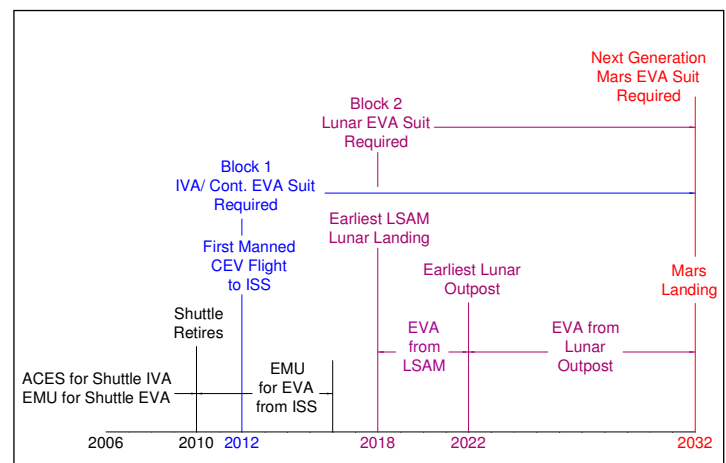 Next Generation
Mars EVA Suit
Required
Block 2
Lunar EVA Suit
Required
Block 1
IVA/ Cont. EVA Suit
Required
Earliest LSAM
Lunar Landing
First Manned
CEV Flight
to ISS
Earliest Lunar
Outpost
Mars
Landing
Shuttle
Retires
EVA
from
LSAM
EVA from
Lunar
Outpost
ACES for Shuttle IVA
EMU for Shuttle EVA
EMU
for EVA
from ISS
2006
2010
2012
2018
2022
2032